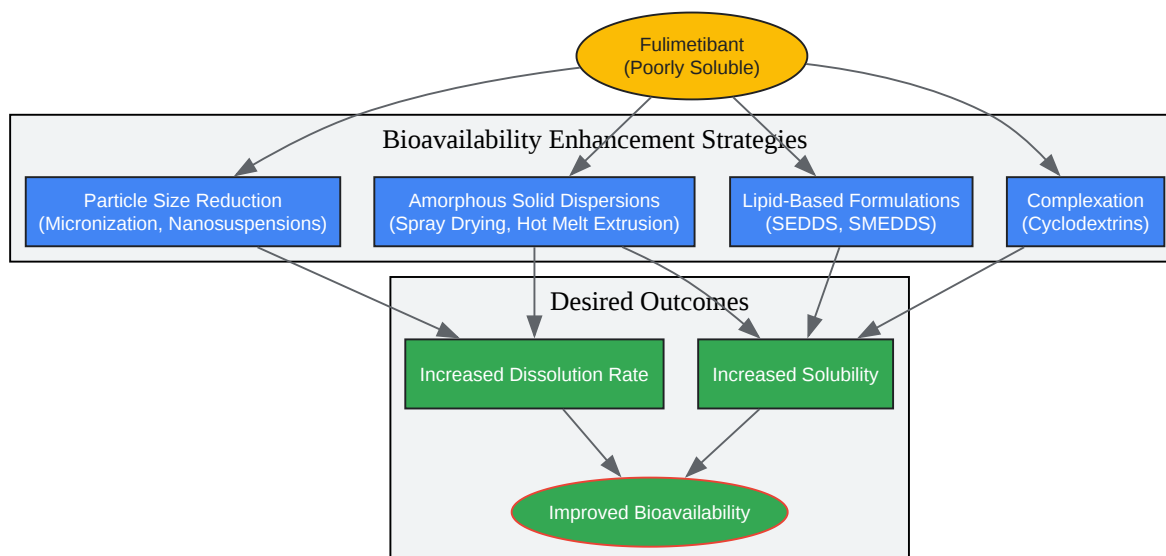 Fulimetibant
(Poorly Soluble)
Bioavailability Enhancement Strategies
Particle Size Reduction
(Micronization, Nanosuspensions)
Amorphous Solid Dispersions
(Spray Drying, Hot Melt Extrusion)
Lipid-Based Formulations
(SEDDS, SMEDDS)
Complexation
(Cyclodextrins)
Desired Outcomes
Increased Dissolution Rate
Increased Solubility
Improved Bioavailability